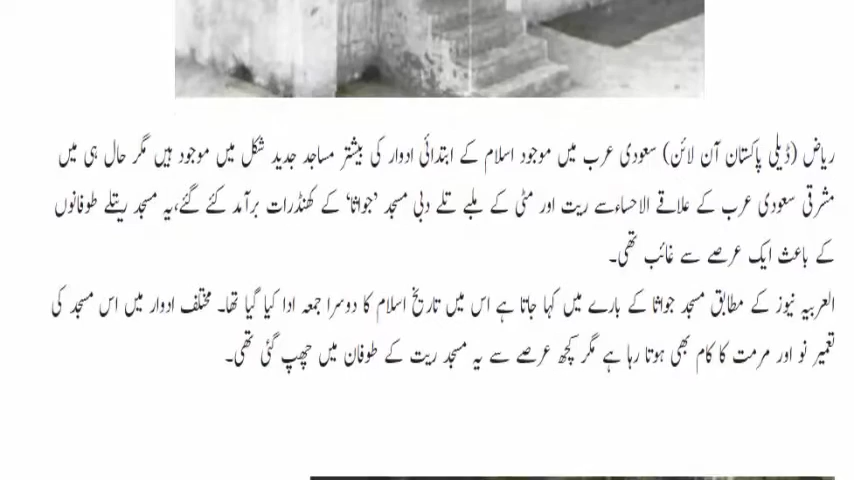 ریاض (ڈیلی پاکستان آن لائن) سعودی عرب میں موجود اسلام کے ابتدائی ادوار کی بیشتر مساجد جدید شکل میں موجود ہیں مگر حال ہی میں
مشرقی سعودی عرب کے علاقے الاحساءسے ریت اور مٹی کے ملبے تلے دبی مسجد ’جواثا‘ کے کھنڈرات برآمد کئے گئے،یہ مسجد ریتلے طوفانوں
کے باعث ایک عرصے سے غائب تھی۔
العربیہ نیوز کے مطابق مسجد جواثا کے بارے میں کہا جاتا ہے اس میں تاریخ اسلام کا دوسرا جمعہ ادا کیا گیا تھا۔ مختلف ادوار میں اس مسجد کی
تعمیر نو اور مرمت کا کام بھی ہوتا رہا ہے مگر کچھ عرصے سے یہ مسجد ریت کے طوفان میں چھپ گئی تھی۔